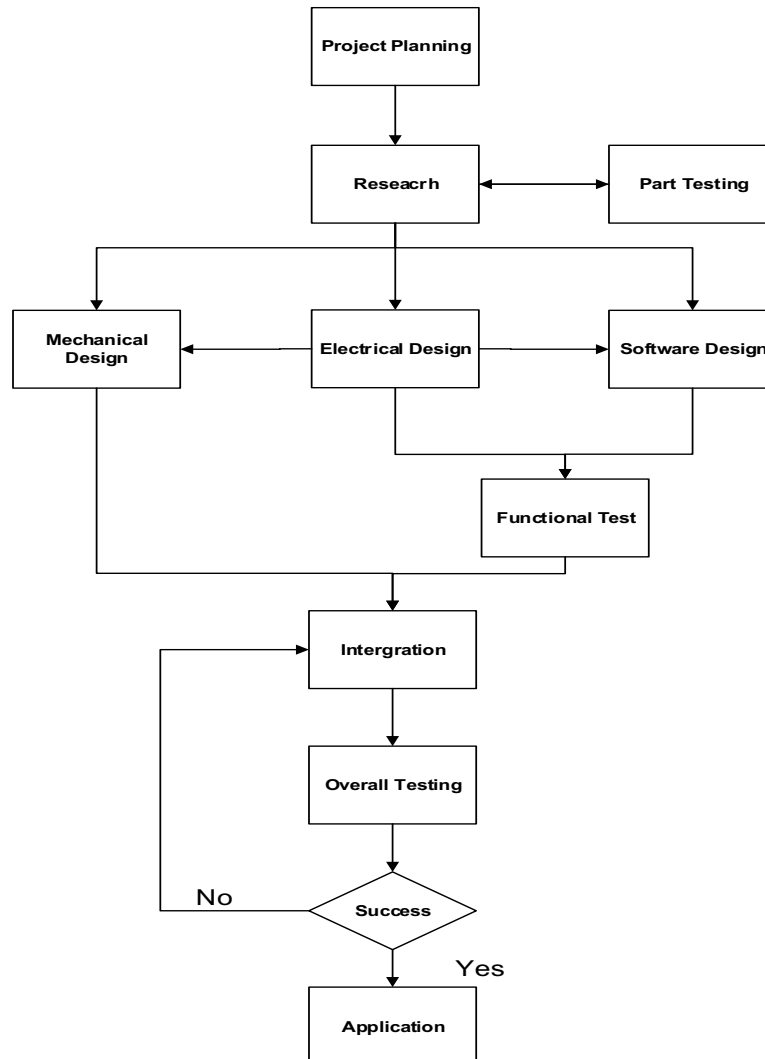 Project Planning
Reseacrh
Part Testing
Mechanical
Design
Electrical Design
Software Design
Functional Test
Intergration
Overall Testing
No
Success
Yes
Application